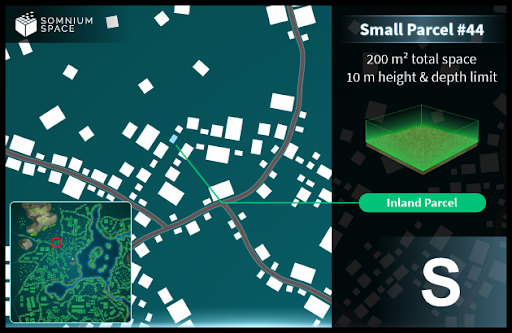 SOMNIUM
SPACE
Small Parcel #44
200 m² total space
10 m height & depth limit
Inland Parcel
S